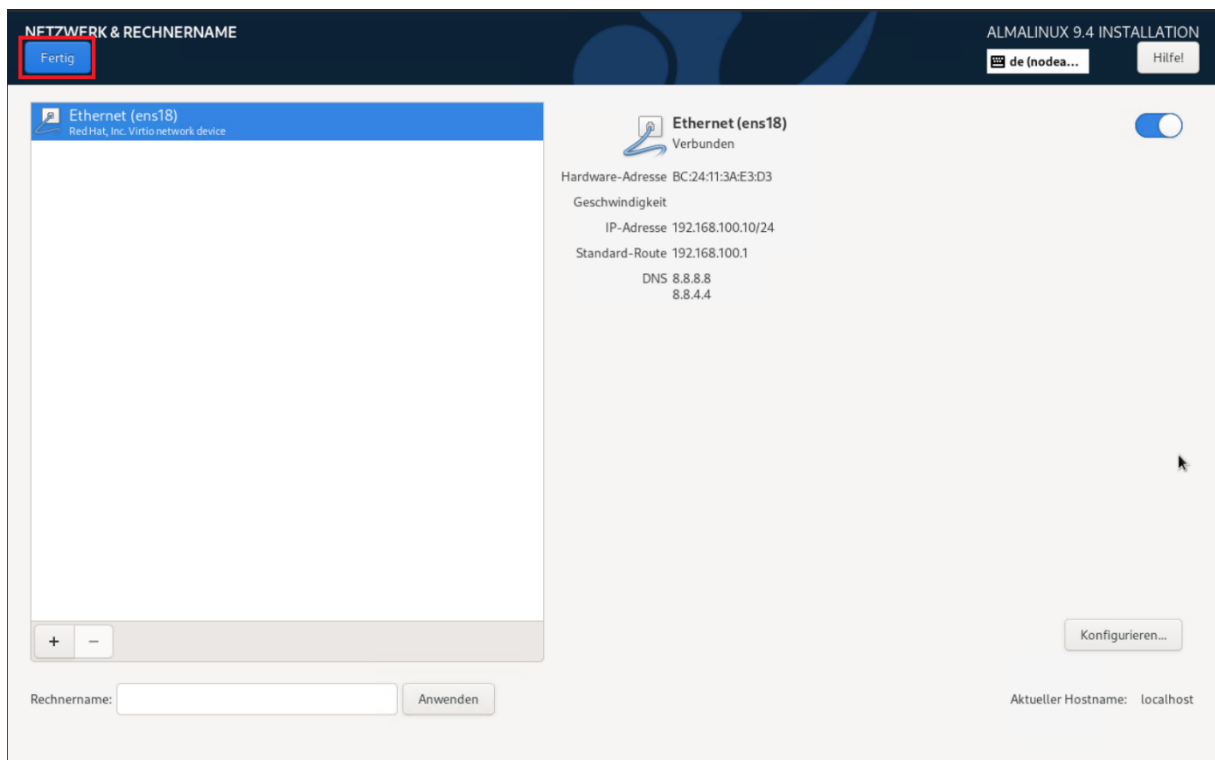 NETZWERK & RECHNERNAME
ALMALINUX 9.4 INSTALLATION
Fertig
de (nodea...
Hilfe!
Ethernet (ens18)
Red Hat, Inc. Virtio network device
Ethernet (ens18)
Verbunden
Hardware-Adresse BC:24:11:3A:E3:D3
Geschwindigkeit
IP-Adresse 192.168.100.10/24
Standard-Route 192.168.100.1
DNS 8.8.8.8
8.8.4.4
+ −
Konfigurieren...
Rechnername:
Anwenden
Aktueller Hostname: localhost